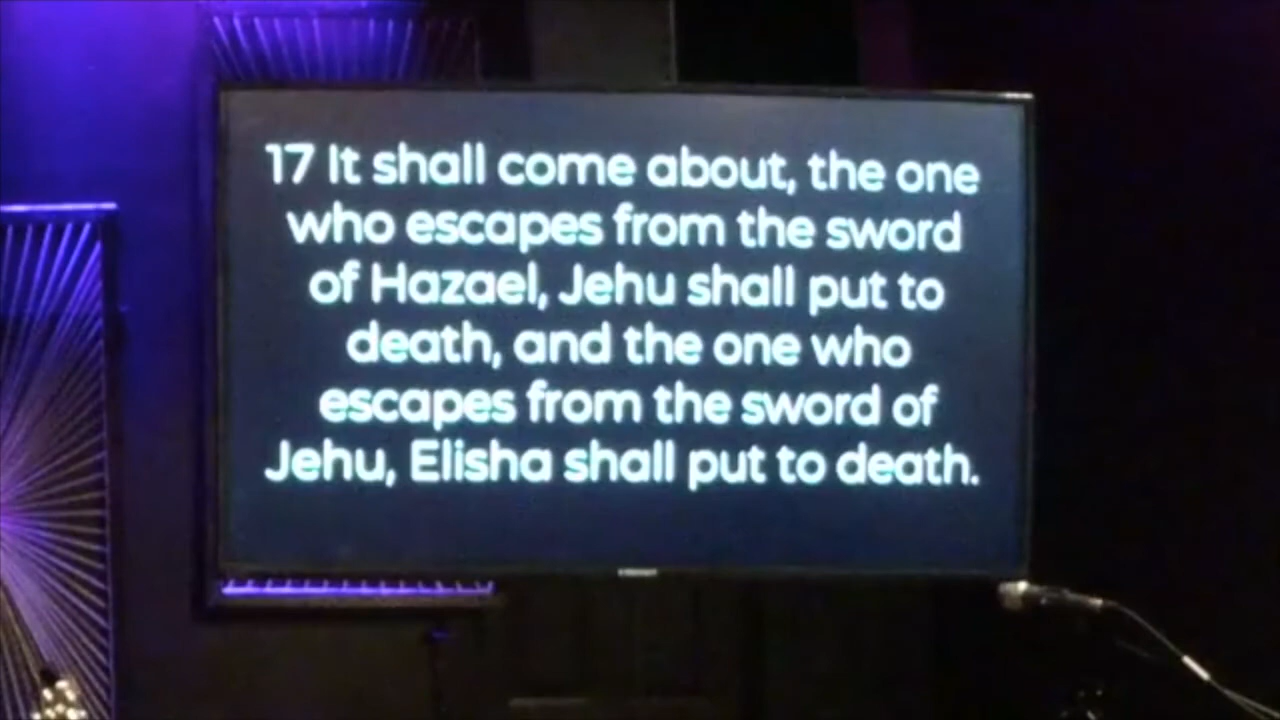 17 It shall come about, the one
who escapes from the sword
of Hazael, Jehu shall put to
death, and the one who
escapes from the sword of
Jehu, Elisha shall put to death.